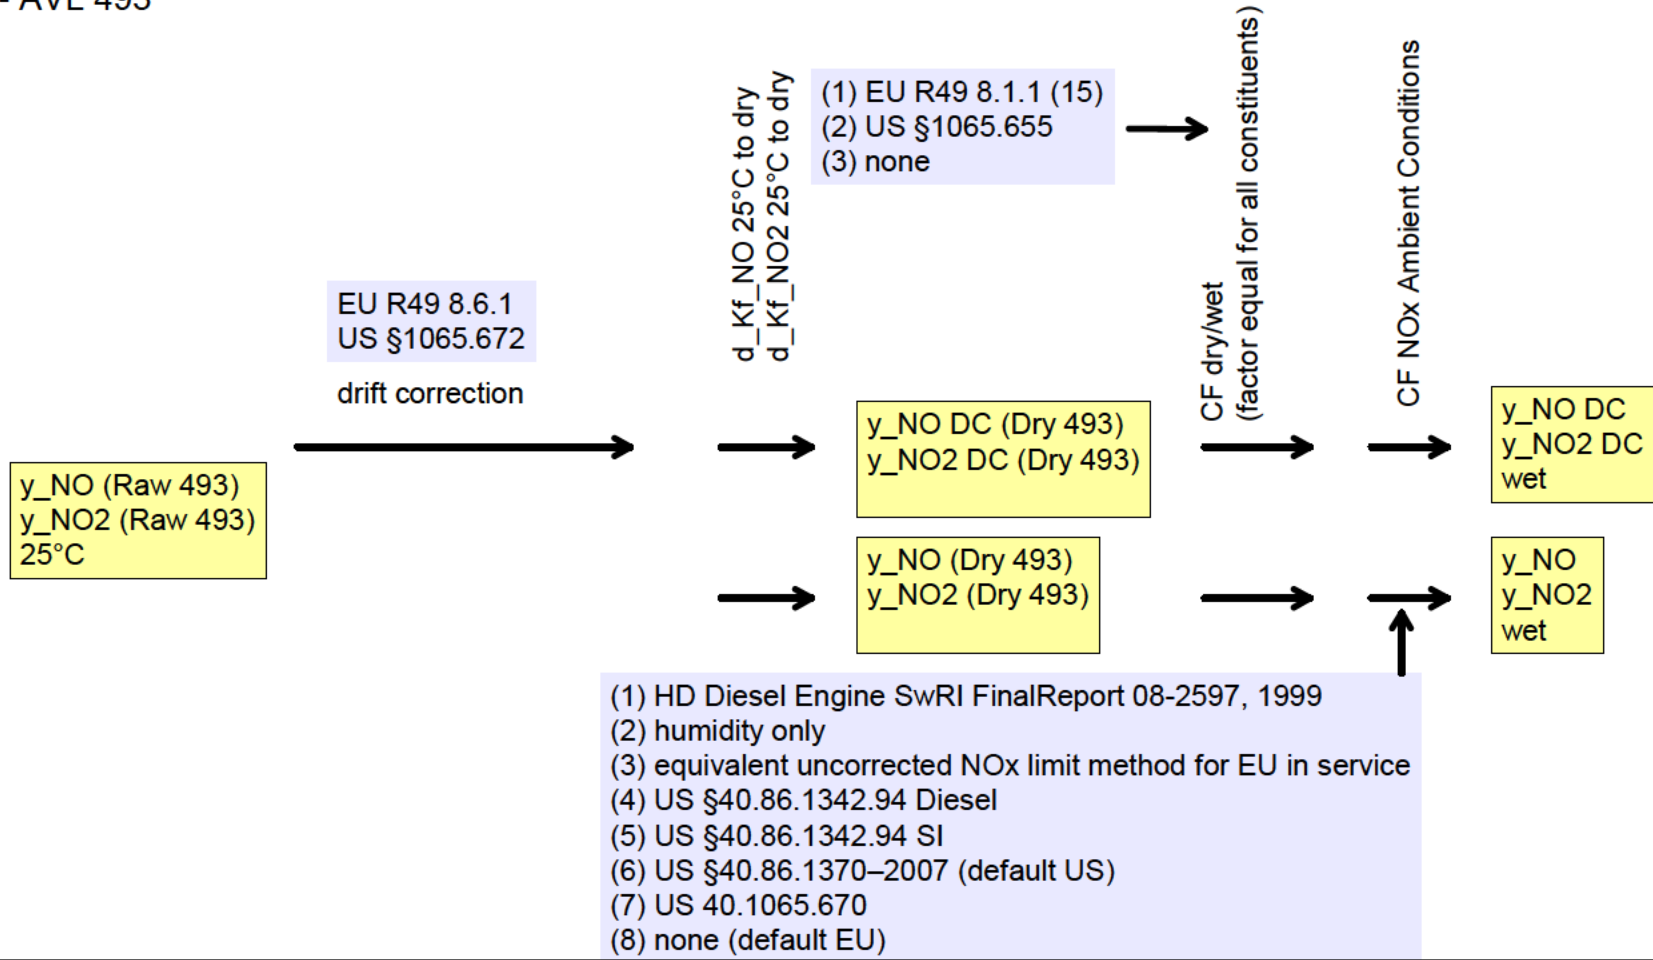 - AVL 493
d_Kf_NO 25°C to dry
d_Kf_NO2 25°C to dry
(1) EU R49 8.1.1 (15)
(2) US §1065.655
(3) none
CF dry/wet
(factor equal for all constituents)
CF NOx Ambient Conditions
EU R49 8.6.1
US §1065.672
drift correction
y_NO (Raw 493)
y_NO2 (Raw 493)
25°C
y_NO DC (Dry 493)
y_NO2 DC (Dry 493)
y_NO DC
y_NO2 DC
wet
y_NO (Dry 493)
y_NO2 (Dry 493)
y_NO
y_NO2
wet
(1) HD Diesel Engine SwRI FinalReport 08-2597, 1999
(2) humidity only
(3) equivalent uncorrected NOx limit method for EU in service
(4) US §40.86.1342.94 Diesel
(5) US §40.86.1342.94 SI
(6) US §40.86.1370–2007 (default US)
(7) US 40.1065.670
(8) none (default EU)